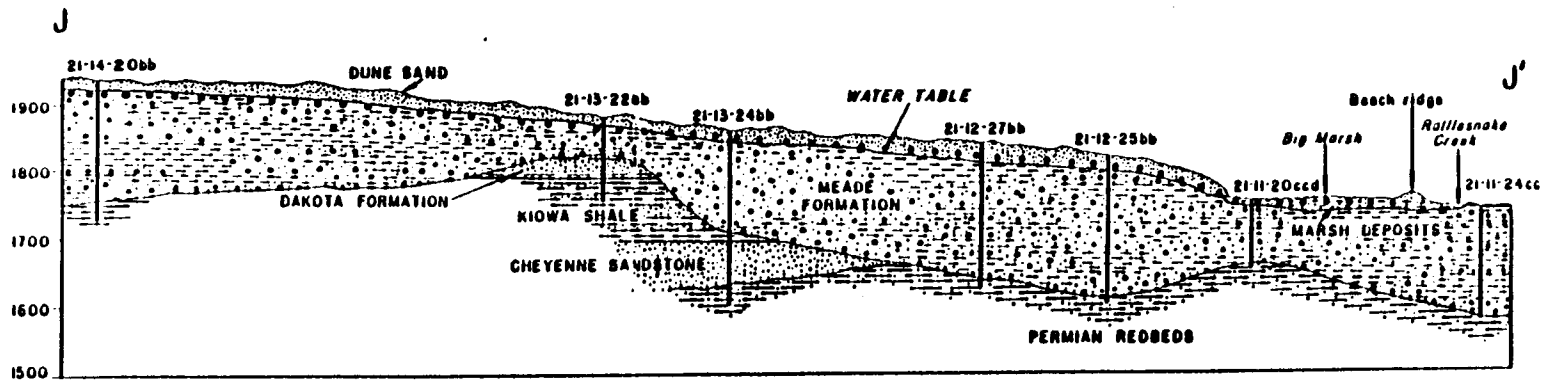 J
J'
21-14-20bb
DUNE SAND
21-13-22bb
21-13-24bb
WATER TABLE
21-12-27bb
21-12-25bb
Beach ridge
Big Marsh
Rattlesnake
Creek
21-11-20ccd
21-11-24cc
1900
1800
1700
1600
1500
DAKOTA FORMATION
KIOWA SHALE
CHEYENNE SANDSTONE
MEADE
FORMATION
MARSH DEPOSITS
PERMIAN REDBEDS